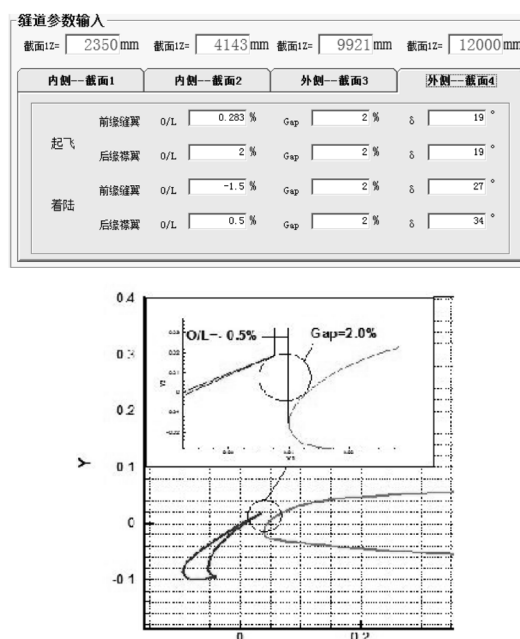 缝道参数输入
截面1Z= 2350 mm 截面1Z= 4143 mm 截面1Z= 9921 mm 截面1Z= 12000 mm
内侧--截面1 内侧--截面2 外侧--截面3 外侧--截面4
起飞
前缘缝翼 O/L 0.283 % Gap 2 % δ 19 °
后缘襟翼 O/L 2 % Gap 2 % δ 19 °
着陆
前缘缝翼 O/L -1.5 % Gap 2 % δ 27 °
后缘襟翼 O/L 0.5 % Gap 2 % δ 34 °
0.4
O/L=- 0.5% Gap=2.0%
0.3
0.2
Y
0.1
0
-0.1
0 0.2